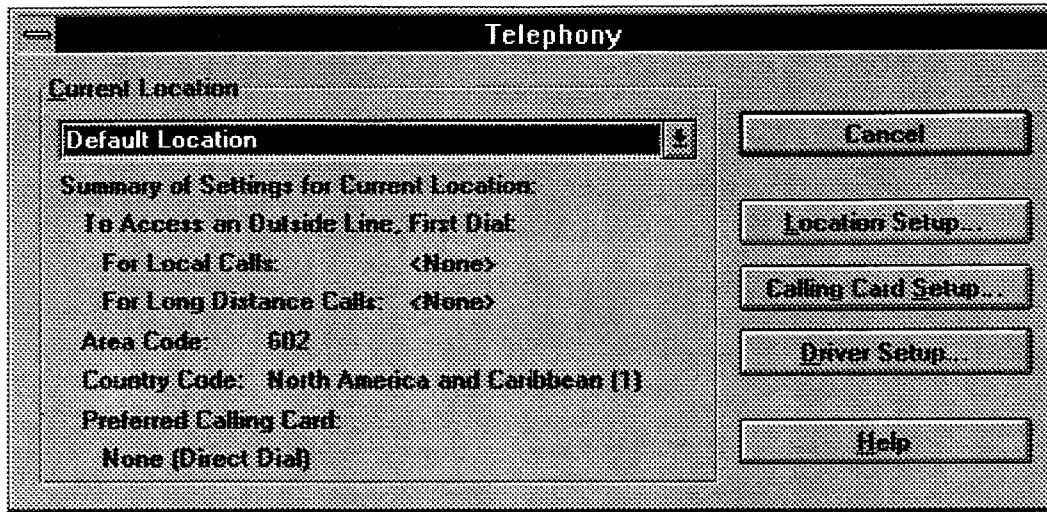 Telephony
Current Location
Default Location
Summary of Settings for Current Location:
To Access an Outside Line, First Dial:
For Local Calls: <None>
For Long Distance Calls: <None>
Area Code: 602
Country Code: North America and Caribbean (1)
Preferred Calling Card:
None (Direct Dial)
Cancel
Location Setup...
Calling Card Setup...
Driver Setup...
Help